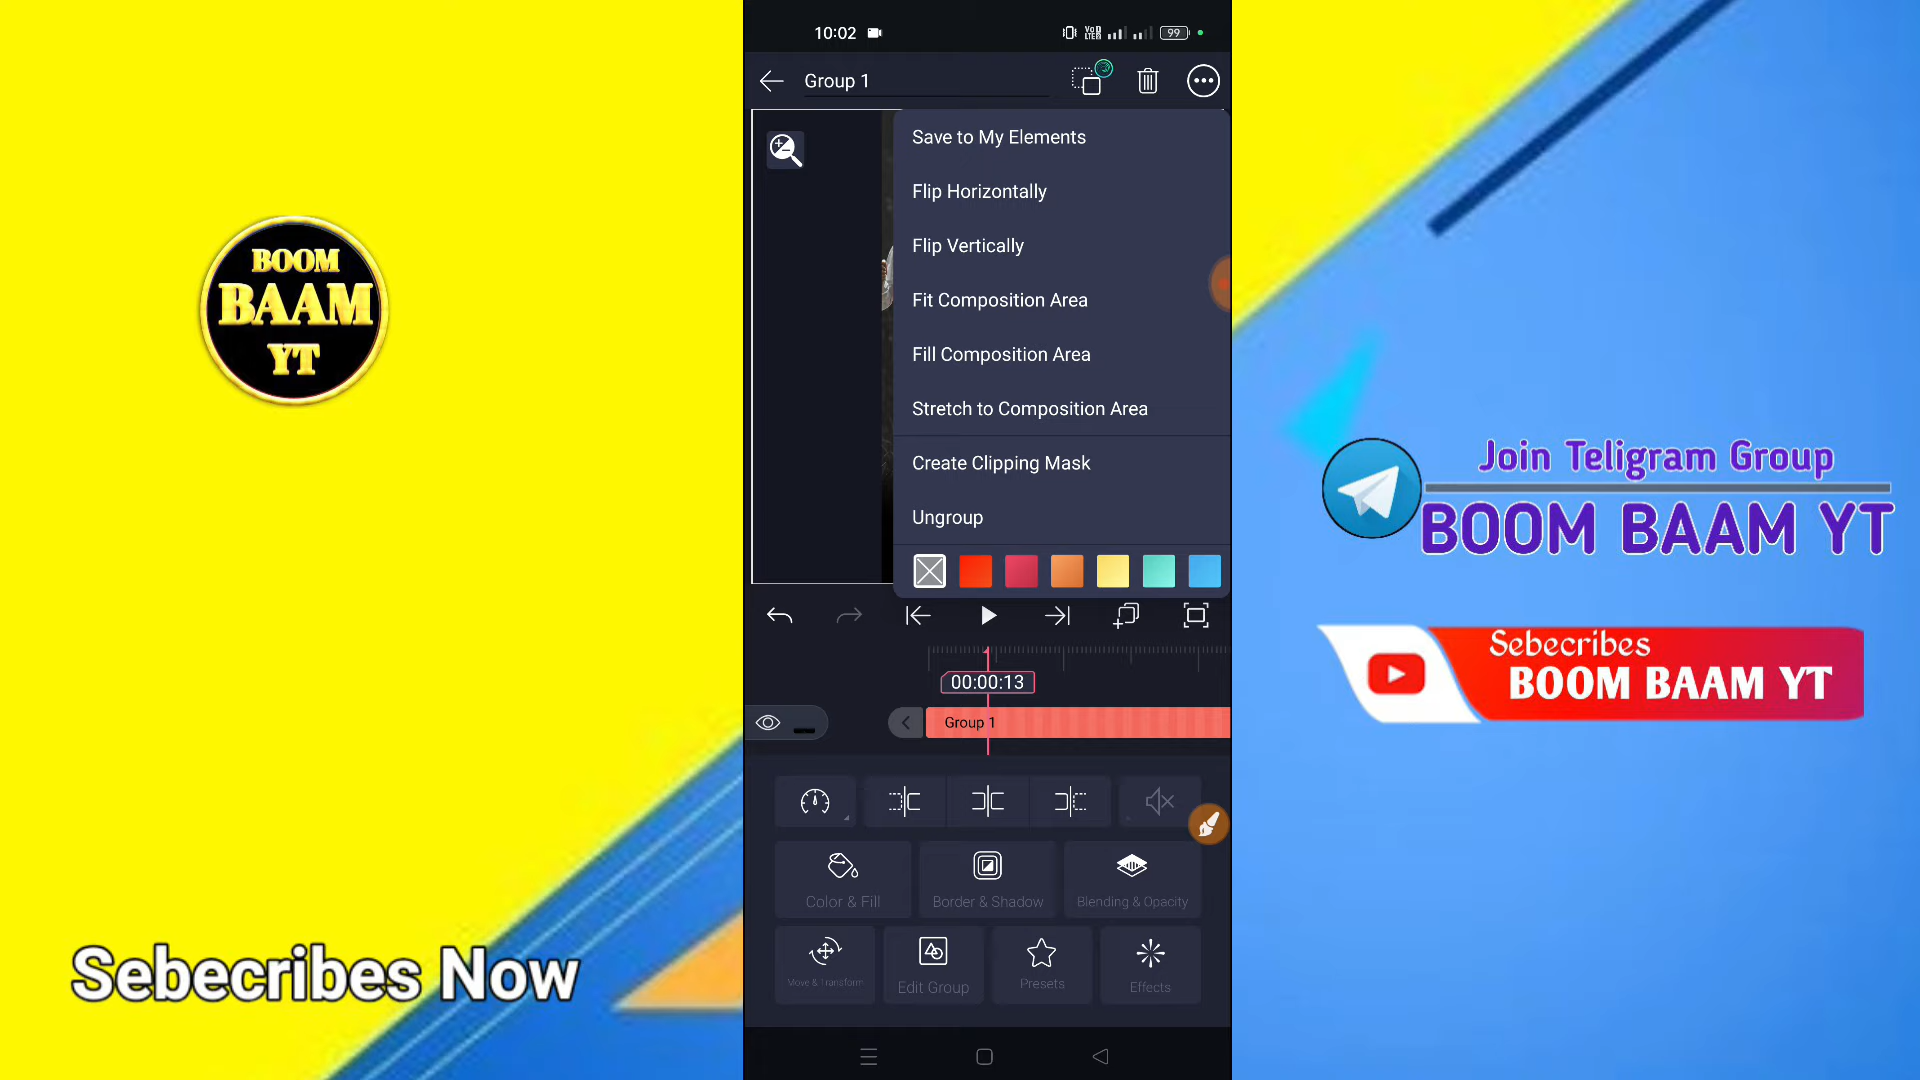 BOOM
BAAM
YT
Sebecribes Now
10:02
Vo)
LTE2
99
Group 1
Save to My Elements
Flip Horizontally
Flip Vertically
Fit Composition Area
Fill Composition Area
Stretch to Composition Area
Create Clipping Mask
Ungroup
00:00:13
Group 1
Color & Fill
Border & Shadow
Blending & Opacity
Move & Transform
Edit Group
Presets
Effects
Join Teligram Group
BOOM BAAM YT
Sebecribes
BOOM BAAM YT